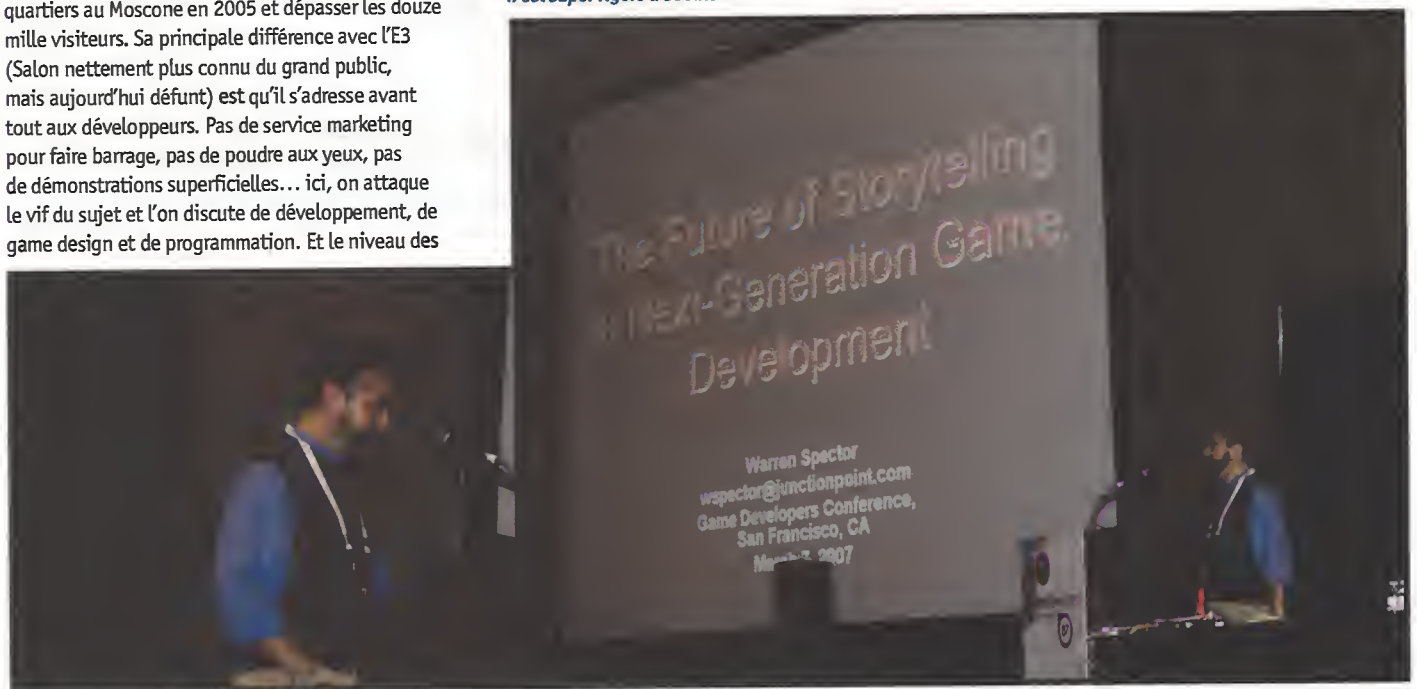 quartiers au Moscone en 2005 et dépasser les douze
mille visiteurs. Sa principale différence avec l'E3
(Salon nettement plus connu du grand public,
mais aujourd'hui défunt) est qu'il s'adresse avant
tout aux développeurs. Pas de service marketing
pour faire barrage, pas de poudre aux yeux, pas
de démonstrations superficielles... ici, on attaque
le vif du sujet et l'on discute de développement, de
game design et de programmation. Et le niveau des
The Future of Storytelling
Next-Generation Game
Development
Warren Spector
wspector@junctionpoint.com
Game Developers Conference,
San Francisco, CA
2007